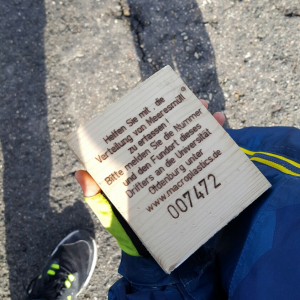 Helfen Sie mit, die
Verteilung von Meeresmüll
zu erfassen!
Bitte melden Sie die Nummer
und den Fundort dieses
Drifters an die Universität
Oldenburg unter
www.macroplastics.de
007472